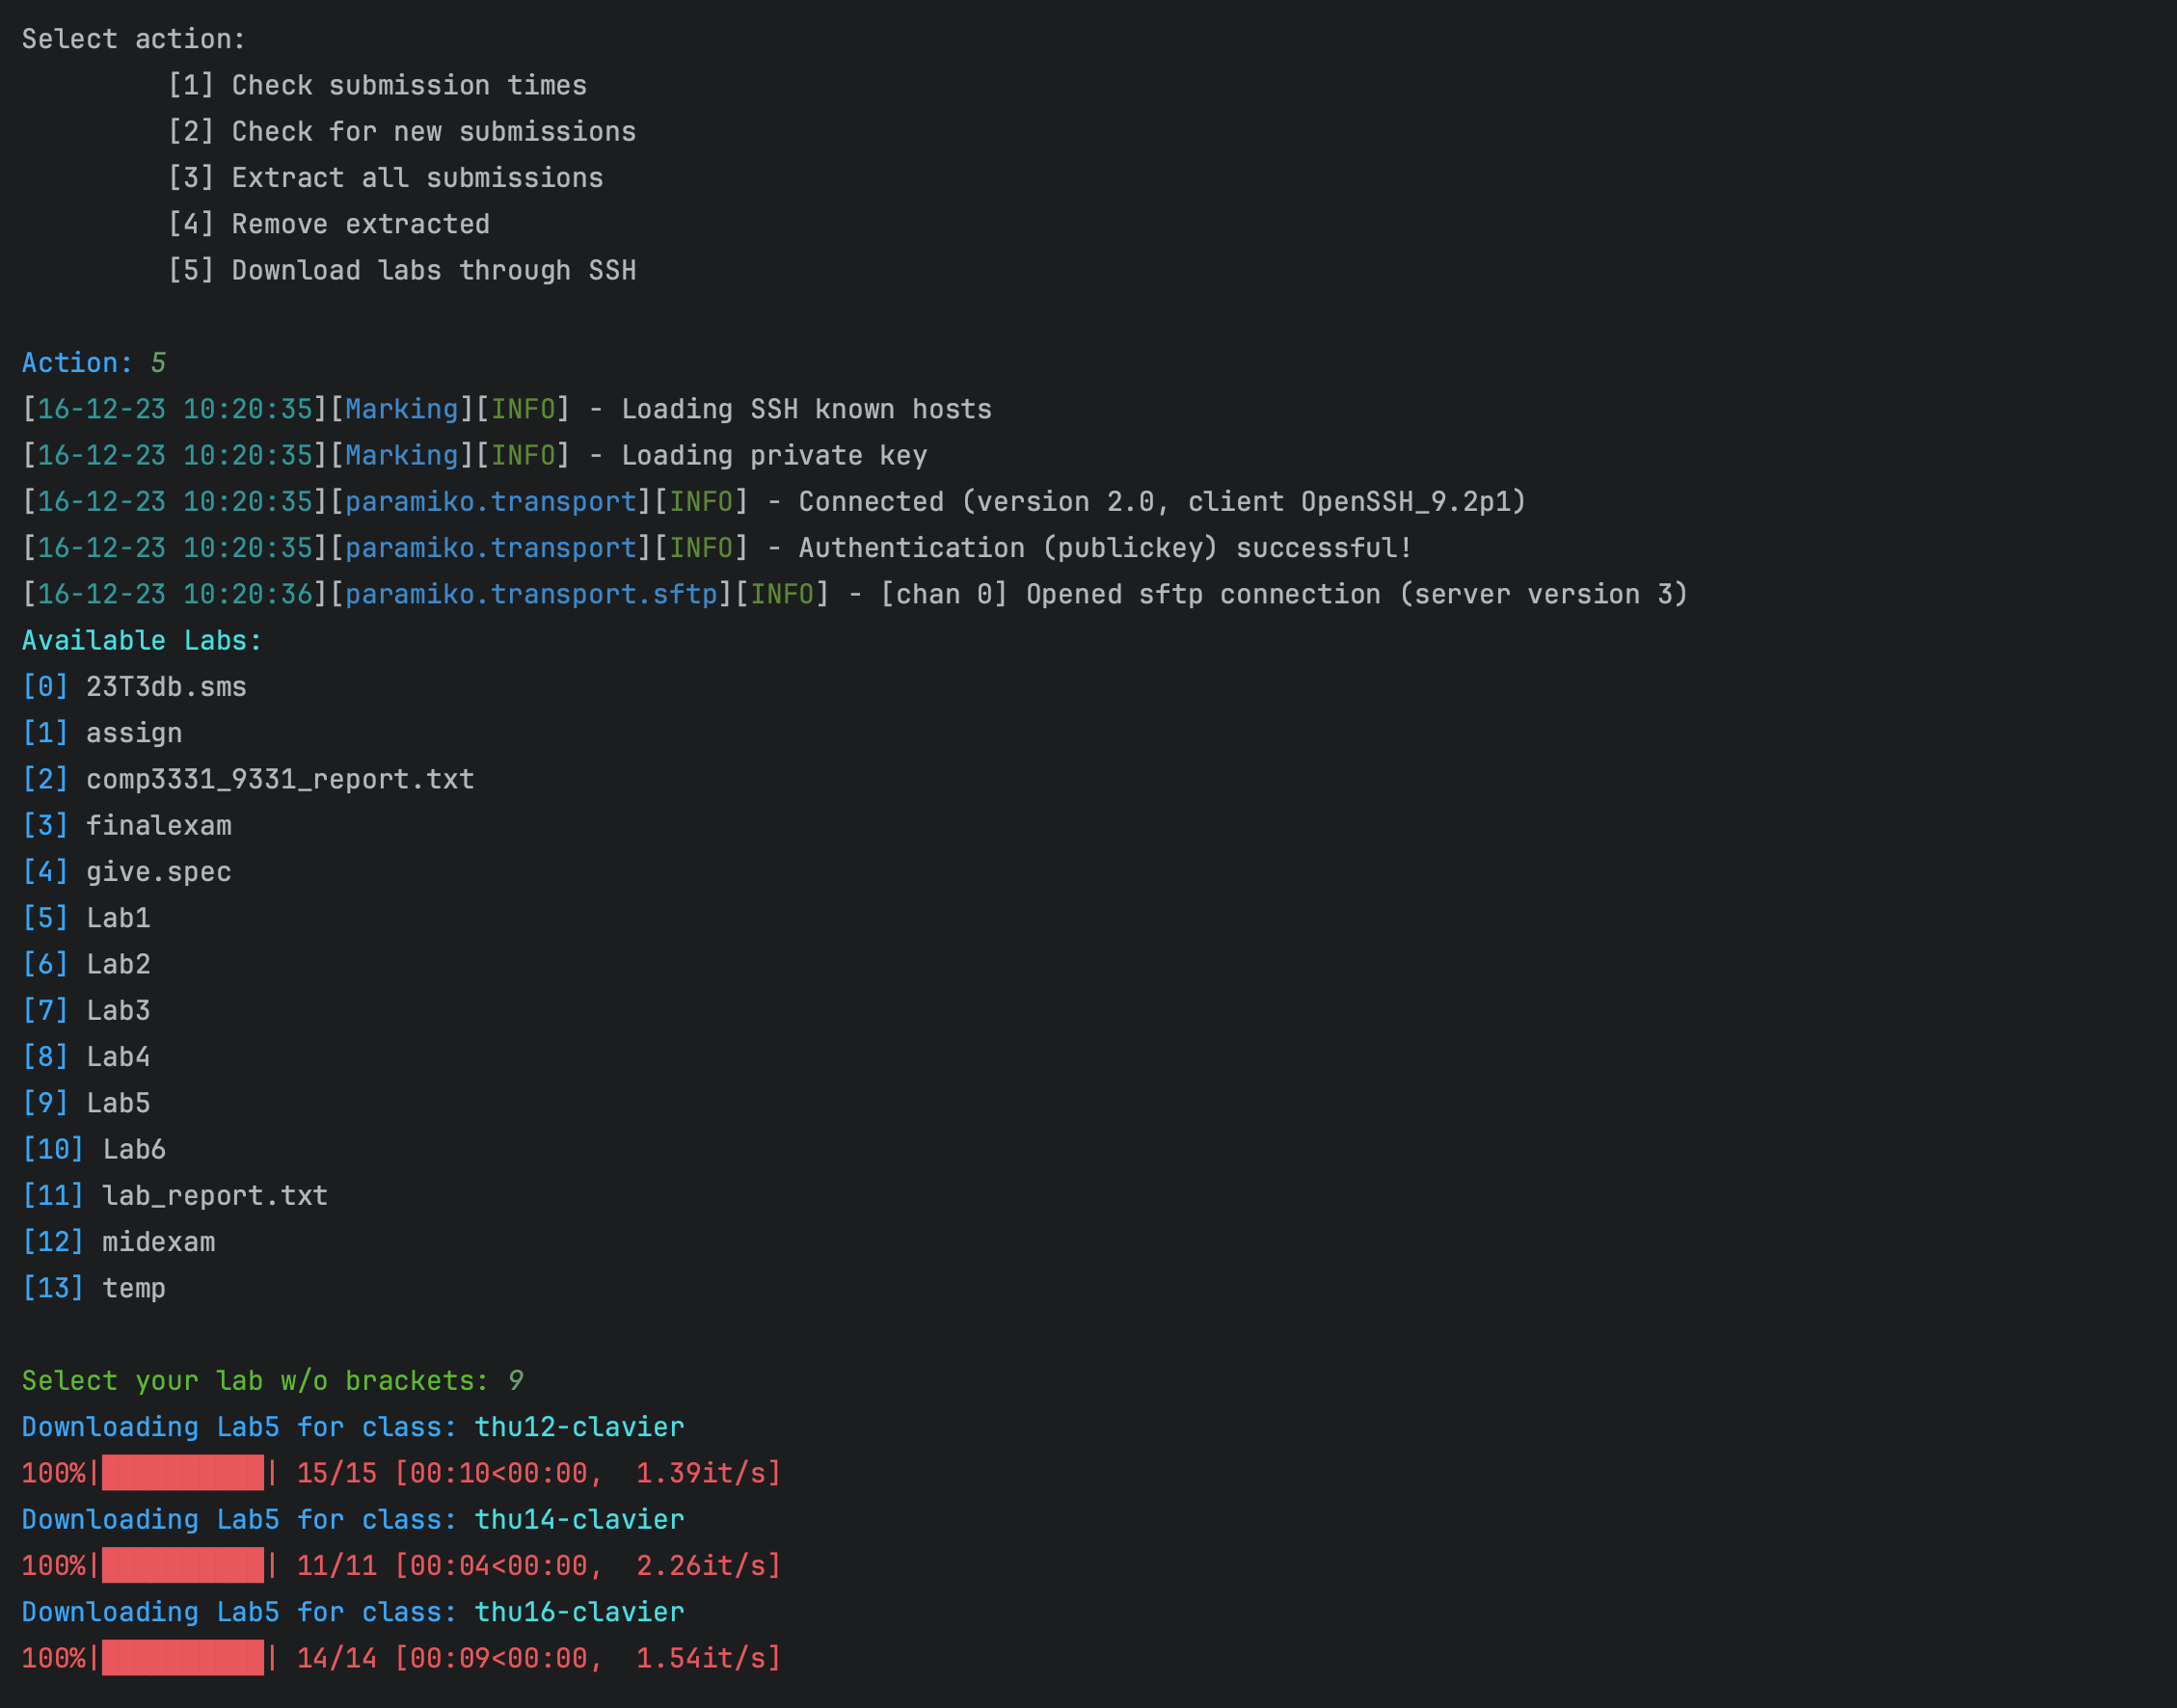 Select action:
[1] Check submission times
[2] Check for new submissions
[3] Extract all submissions
[4] Remove extracted
[5] Download labs through SSH
Action: 5
[16-12-23 10:20:35][Marking][INFO] - Loading SSH known hosts
[16-12-23 10:20:35][Marking][INFO] - Loading private key
[16-12-23 10:20:35][paramiko.transport][INFO] - Connected (version 2.0, client OpenSSH_9.2p1)
[16-12-23 10:20:35][paramiko.transport][INFO] - Authentication (publickey) successful!
[16-12-23 10:20:36][paramiko.transport.sftp][INFO] - [chan 0] Opened sftp connection (server version 3)
Available Labs:
[0] 23T3db.sms
[1] assign
[2] comp3331_9331_report.txt
[3] finalexam
[4] give.spec
[5] Lab1
[6] Lab2
[7] Lab3
[8] Lab4
[9] Lab5
[10] Lab6
[11] lab_report.txt
[12] midexam
[13] temp
Select your lab w/o brackets: 9
Downloading Lab5 for class: thu12-clavier
100%|██████████| 15/15 [00:10<00:00,  1.39it/s]
Downloading Lab5 for class: thu14-clavier
100%|██████████| 11/11 [00:04<00:00,  2.26it/s]
Downloading Lab5 for class: thu16-clavier
100%|██████████| 14/14 [00:09<00:00,  1.54it/s]